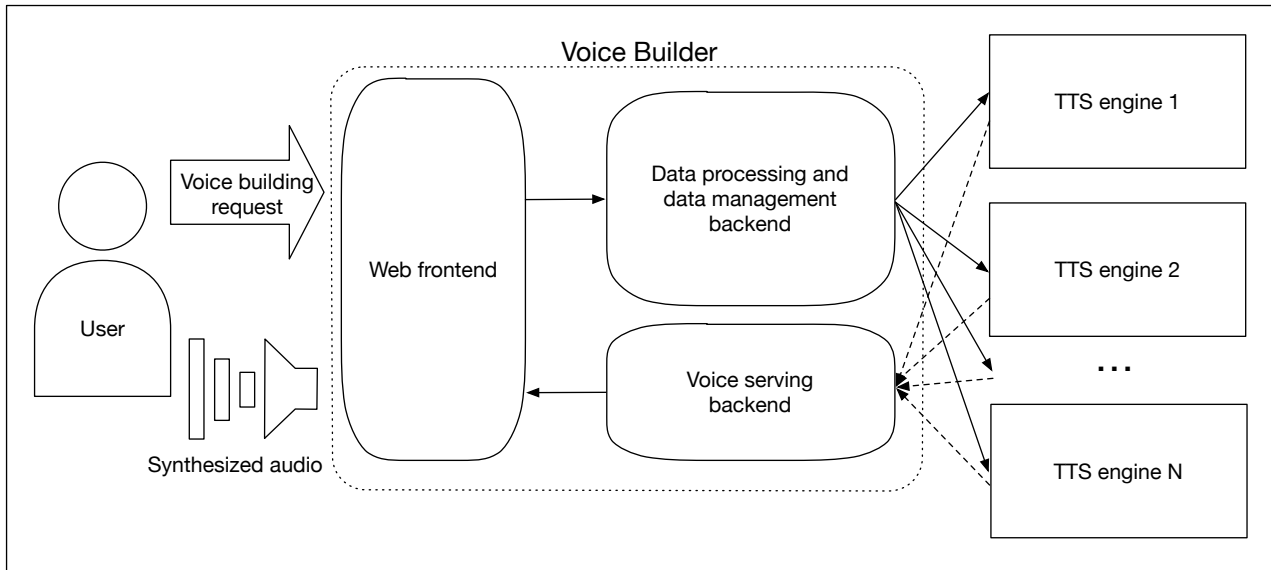 Voice Builder
Voice building
request
User
Synthesized audio
Web frontend
Data processing and
data management
backend
Voice serving
backend
TTS engine 1
TTS engine 2
...
TTS engine N